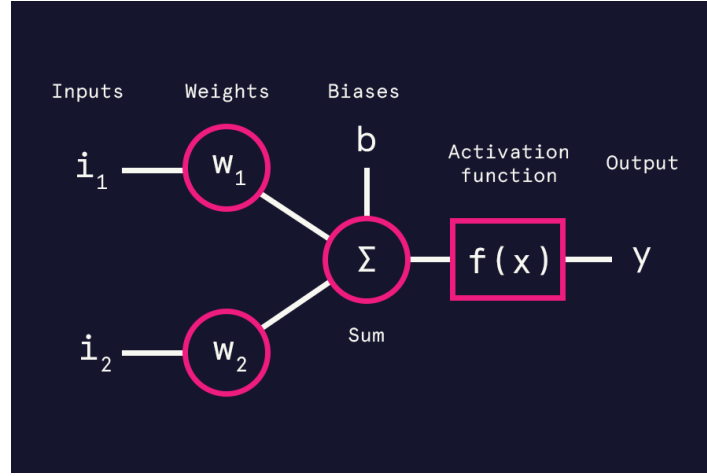 Inputs
Weights
Biases
i₁
w₁
b
Activation
function
Output
Σ
f(x)
y
Sum
i₂
w₂